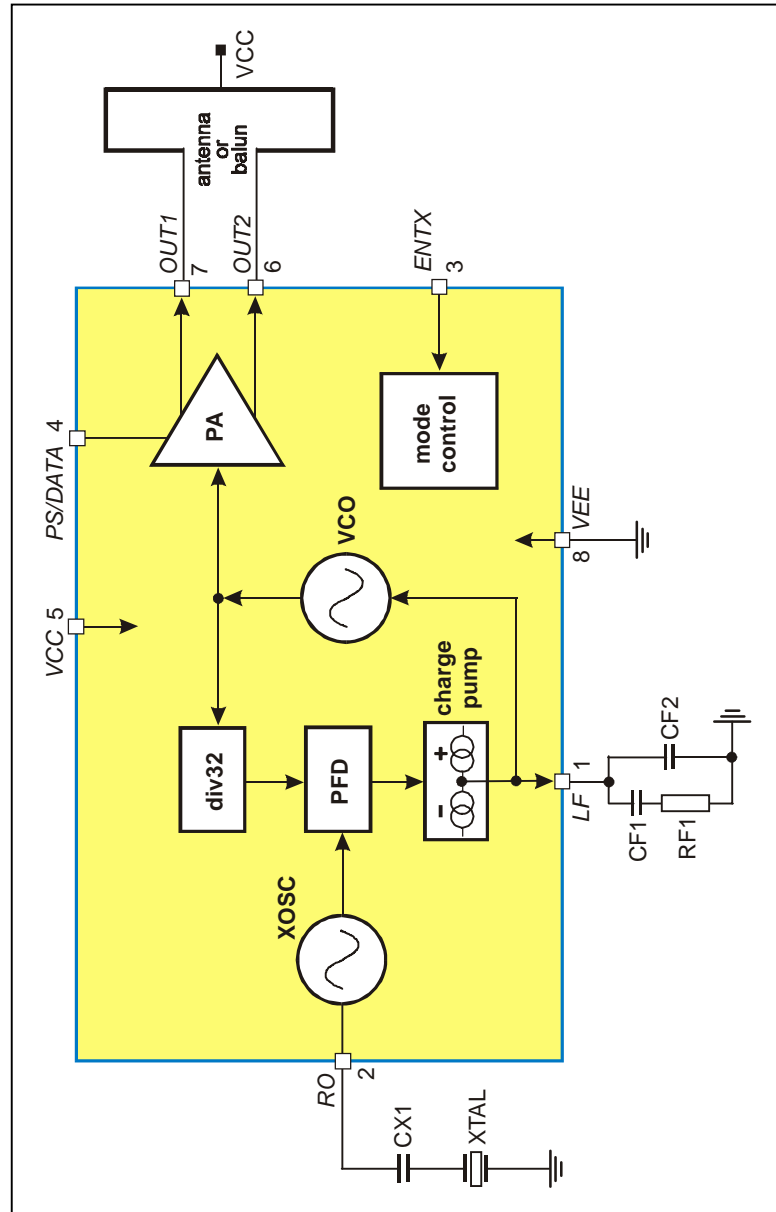 VCC 5
PS/DATA 4
OUT1
7
antenna
or
balun
VCC
OUT2
6
PA
div32
VCO
ENTX
3
XOSC
PFD
charge
pump
- +
mode
control
RO
2
LF 1
8 VEE
CX1
XTAL
CF1
RF1
CF2